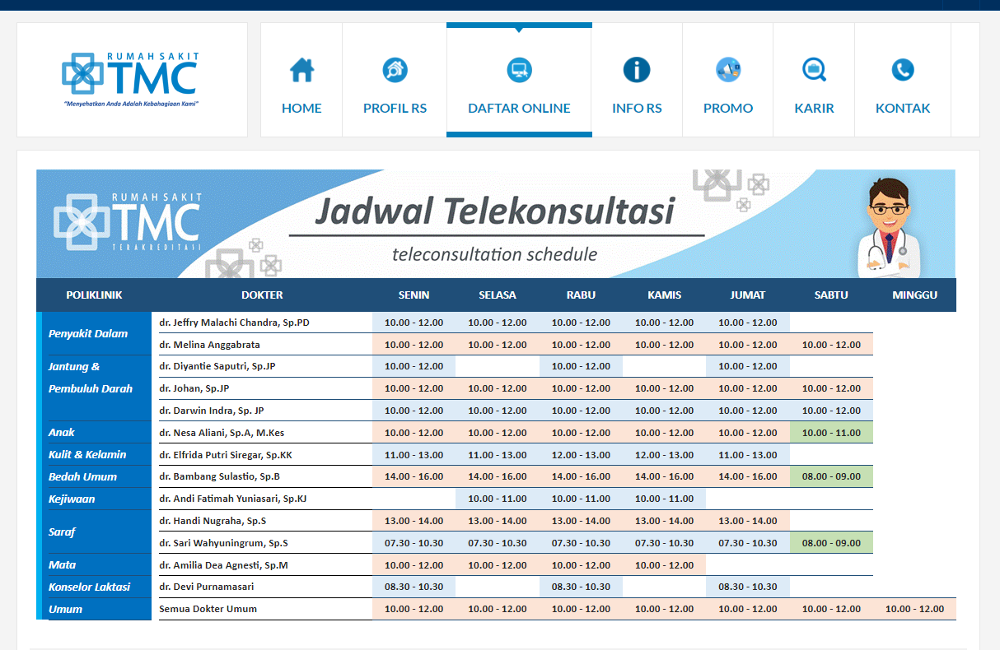 RUMAH SAKIT
TMC
"Menyehatkan Anda Adalah Kebahagiaan Kami"
HOME PROFIL RS DAFTAR ONLINE INFO RS PROMO KARIR KONTAK
RUMAH SAKIT
TMC
TERAKREDITASI
Jadwal Telekonsultasi
teleconsultation schedule
POLIKLINIK DOKTER SENIN SELASA RABU KAMIS JUMAT SABTU MINGGU
Penyakit Dalam
dr. Jeffry Malachi Chandra, Sp.PD 10.00 - 12.00 10.00 - 12.00 10.00 - 12.00 10.00 - 12.00 10.00 - 12.00
dr. Melina Anggabrata 10.00 - 12.00 10.00 - 12.00 10.00 - 12.00 10.00 - 12.00 10.00 - 12.00 10.00 - 12.00
Jantung & dr. Diyantie Saputri, Sp.JP 10.00 - 12.00 10.00 - 12.00 10.00 - 12.00
Pembuluh Darah dr. Johan, Sp.JP 10.00 - 12.00 10.00 - 12.00 10.00 - 12.00 10.00 - 12.00 10.00 - 12.00 10.00 - 12.00
dr. Darwin Indra, Sp. JP 10.00 - 12.00 10.00 - 12.00 10.00 - 12.00 10.00 - 12.00 10.00 - 12.00 10.00 - 12.00
Anak dr. Nesa Aliani, Sp.A, M.Kes 10.00 - 12.00 10.00 - 12.00 10.00 - 12.00 10.00 - 12.00 10.00 - 12.00 10.00 - 11.00
Kulit & Kelamin dr. Elfrida Putri Siregar, Sp.KK 11.00 - 13.00 11.00 - 13.00 12.00 - 13.00 12.00 - 13.00 11.00 - 13.00
Bedah Umum dr. Bambang Sulastio, Sp.B 14.00 - 16.00 14.00 - 16.00 14.00 - 16.00 14.00 - 16.00 14.00 - 16.00 08.00 - 09.00
Kejiwaan dr. Andi Fatimah Yuniasari, Sp.KJ 10.00 - 11.00 10.00 - 11.00 10.00 - 11.00
Saraf
dr. Handi Nugraha, Sp.S 13.00 - 14.00 13.00 - 14.00 13.00 - 14.00 13.00 - 14.00 13.00 - 14.00
dr. Sari Wahyuningrum, Sp.S 07.30 - 10.30 07.30 - 10.30 07.30 - 10.30 07.30 - 10.30 07.30 - 10.30 08.00 - 09.00
Mata dr. Amilia Dea Agnesti, Sp.M 10.00 - 12.00 10.00 - 12.00 10.00 - 12.00 10.00 - 12.00
Konselor Laktasi dr. Devi Purnamasari 08.30 - 10.30 08.30 - 10.30 08.30 - 10.30
Umum Semua Dokter Umum 10.00 - 12.00 10.00 - 12.00 10.00 - 12.00 10.00 - 12.00 10.00 - 12.00 10.00 - 12.00 10.00 - 12.00